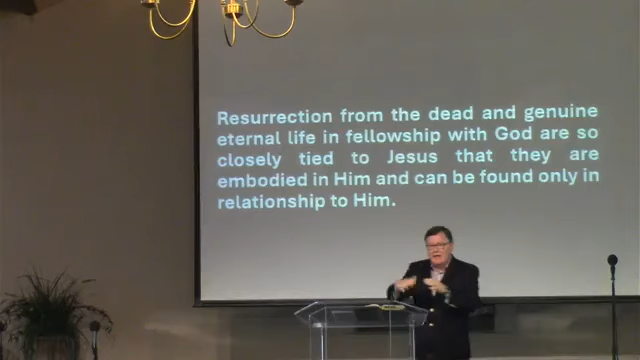 Resurrection from the dead and genuine
eternal life in fellowship with God are so
closely tied to Jesus that they are
embodied in Him and can be found only in
relationship to Him.